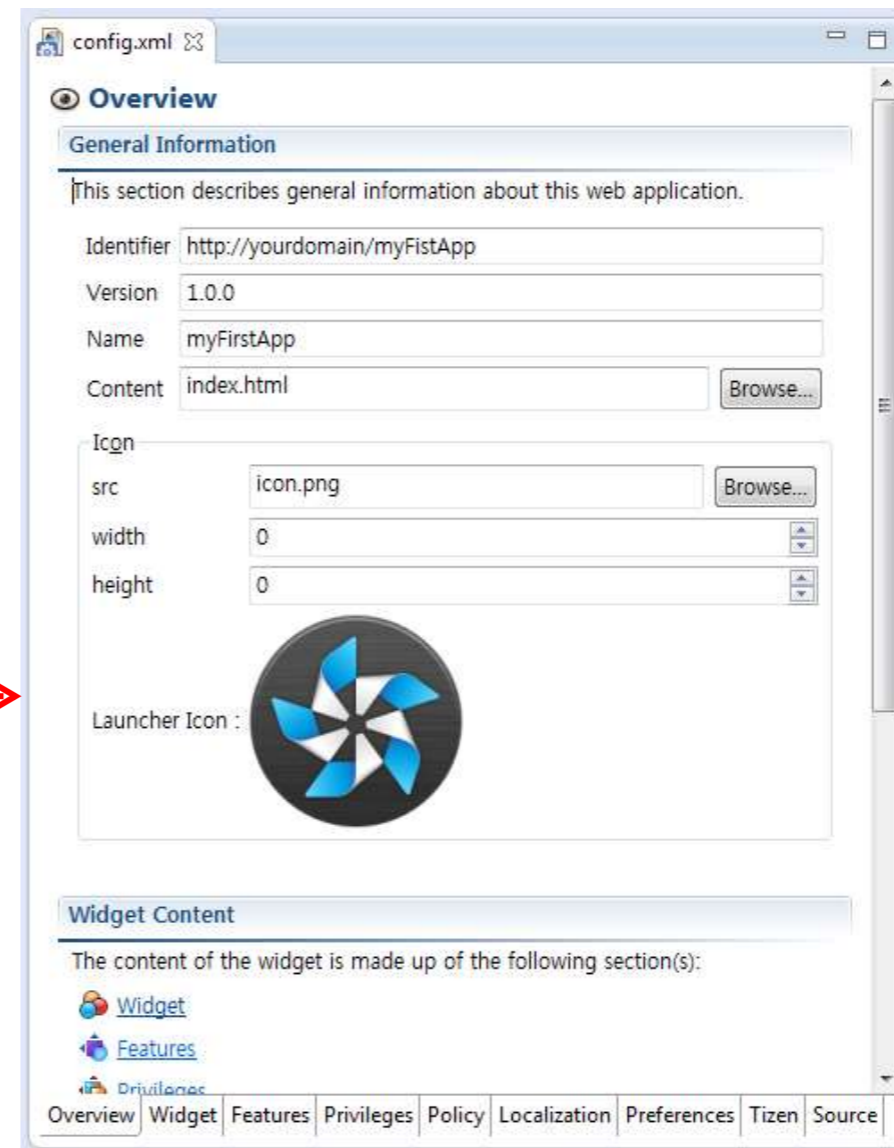 config.xml
Overview
General Information
This section describes general information about this web application.
Identifier http://yourdomain/myFistApp
Version 1.0.0
Name myFirstApp
Content index.html Browse...
Icon
src icon.png Browse...
width 0
height 0
Launcher Icon :
Widget Content
The content of the widget is made up of the following section(s):
Widget
Features
Privileges
Overview Widget Features Privileges Policy Localization Preferences Tizen Source